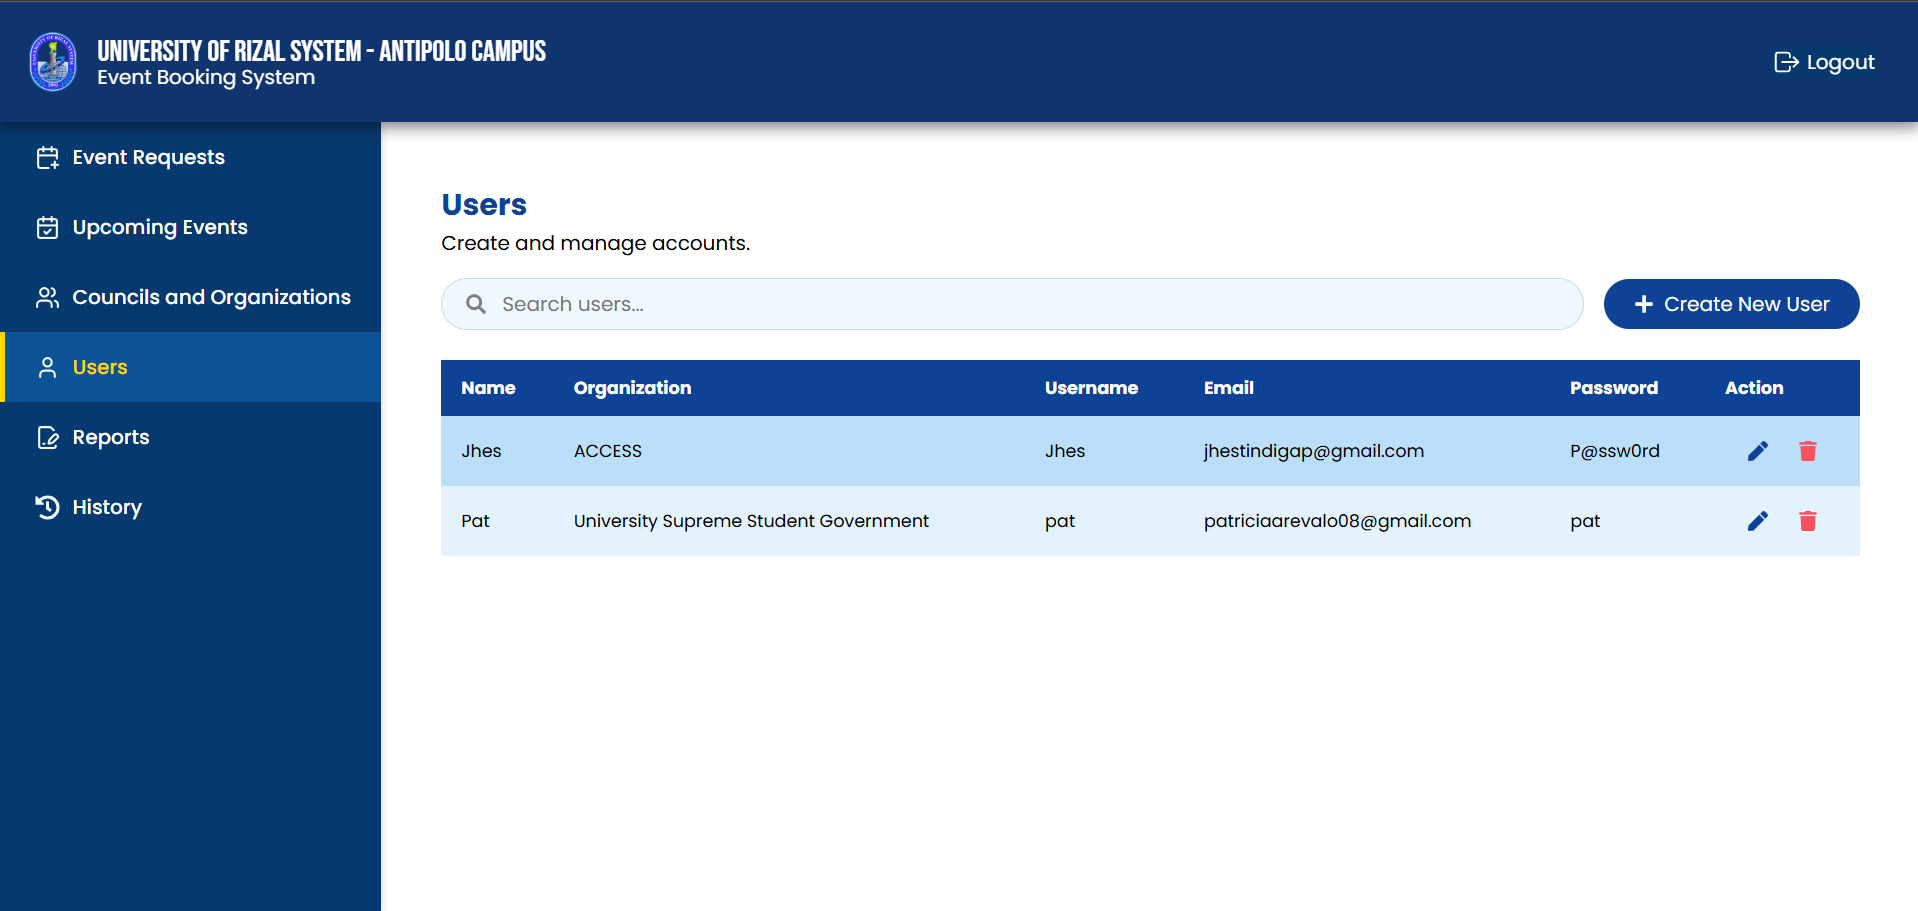 UNIVERSITY OF RIZAL SYSTEM - ANTIPOLO CAMPUS
Event Booking System
Logout
Event Requests
Upcoming Events
Councils and Organizations
Users
Reports
History
Users
Create and manage accounts.
Search users...
Create New User
Name Organization Username Email Password Action
Jhes ACCESS Jhes jhestindigap@gmail.com P@ssw0rd
Pat University Supreme Student Government pat patriciaarevalo08@gmail.com pat